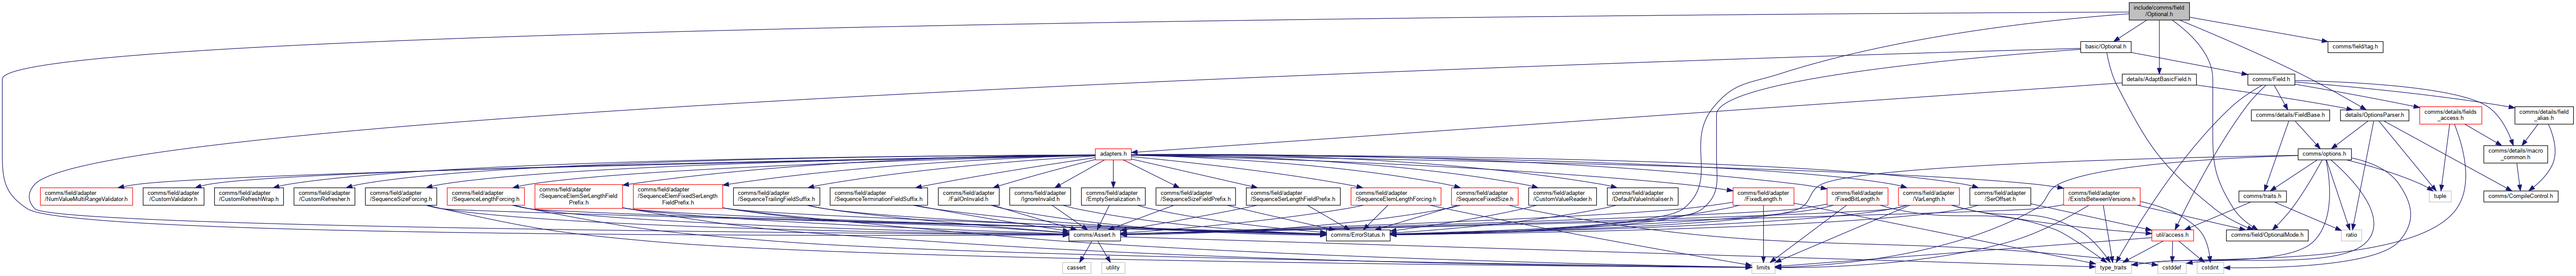 include/comms/field
/Optional.h
basic/Optional.h
comms/field/tag.h
details/AdaptBasicField.h
comms/Field.h
comms/details/FieldBase.h
details/OptionsParser.h
comms/details/fields
_access.h
comms/details/field
_alias.h
adapters.h
comms/options.h
comms/details/macro
_common.h
comms/field/adapter
/NumValueMultiRangeValidator.h
comms/field/adapter
/CustomValidator.h
comms/field/adapter
/CustomRefreshWrap.h
comms/field/adapter
/CustomRefresher.h
comms/field/adapter
/SequenceSizeForcing.h
comms/field/adapter
/SequenceLengthForcing.h
comms/field/adapter
/SequenceElemSerLengthField
Prefix.h
comms/field/adapter
/SequenceElemFixedSerLength
FieldPrefix.h
comms/field/adapter
/SequenceTrailingFieldSuffix.h
comms/field/adapter
/SequenceTerminationFieldSuffix.h
comms/field/adapter
/FailOnInvalid.h
comms/field/adapter
/IgnoreInvalid.h
comms/field/adapter
/EmptySerialization.h
comms/field/adapter
/SequenceSizeFieldPrefix.h
comms/field/adapter
/SequenceSerLengthFieldPrefix.h
comms/field/adapter
/SequenceElemLengthForcing.h
comms/field/adapter
/SequenceFixedSize.h
comms/field/adapter
/CustomValueReader.h
comms/field/adapter
/DefaultValueInitialiser.h
comms/field/adapter
/FixedLength.h
comms/field/adapter
/FixedBitLength.h
comms/field/adapter
/VarLength.h
comms/field/adapter
/SerOffset.h
comms/field/adapter
/ExistsBetweenVersions.h
comms/traits.h
tuple
comms/CompileControl.h
comms/Assert.h
comms/ErrorStatus.h
util/access.h
comms/field/OptionalMode.h
ratio
cassert
utility
limits
type_traits
cstddef
cstdint